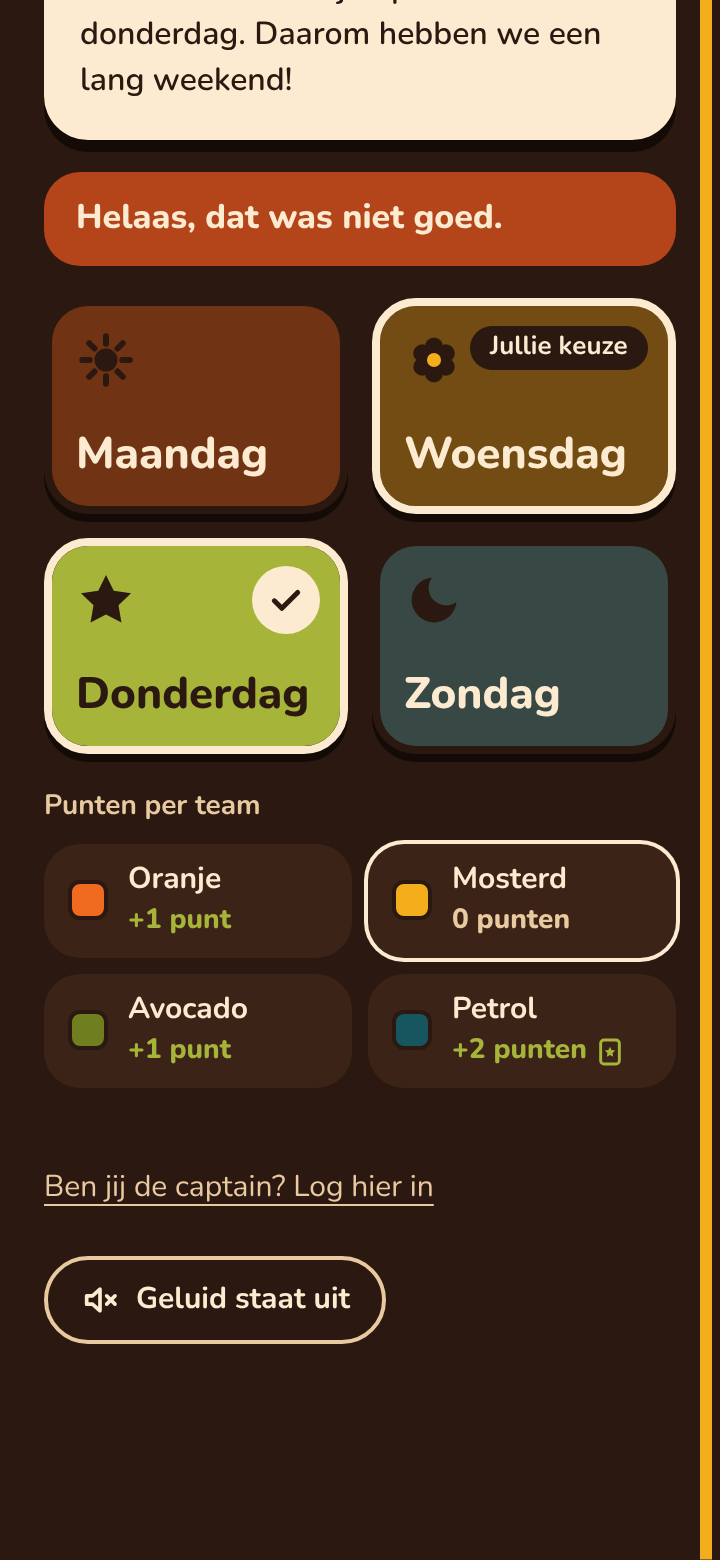 donderdag. Daarom hebben we een
lang weekend!
Helaas, dat was niet goed.
Maandag
Jullie keuze
Woensdag
Donderdag
Zondag
Punten per team
Oranje
+1 punt
Mosterd
0 punten
Avocado
+1 punt
Petrol
+2 punten
Ben jij de captain? Log hier in
Geluid staat uit